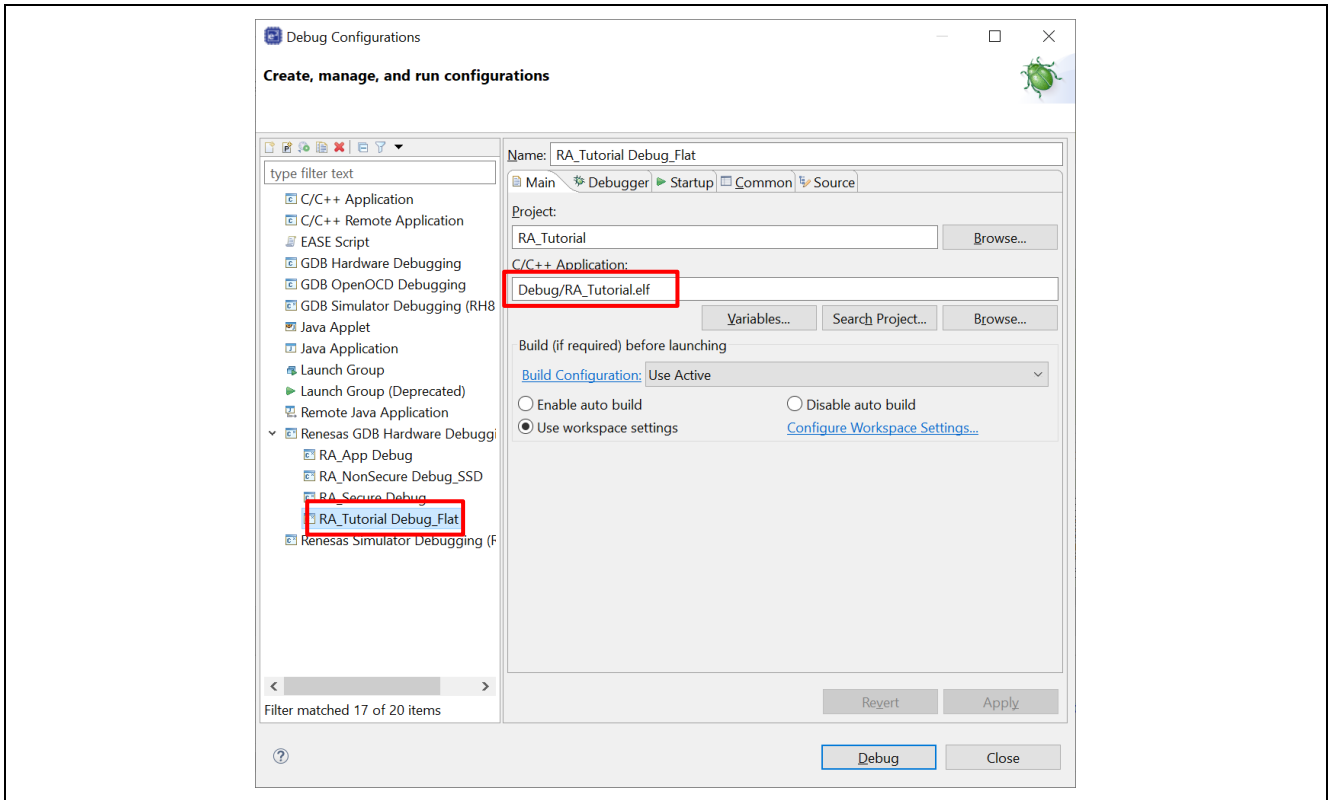 Debug Configurations
Create, manage, and run configurations
type filter text
C/C++ Application
C/C++ Remote Application
EASE Script
GDB Hardware Debugging
GDB OpenOCD Debugging
GDB Simulator Debugging (RH8
Java Applet
Java Application
Launch Group
Launch Group (Deprecated)
Remote Java Application
Renesas GDB Hardware Debuggi
RA_App Debug
RA_NonSecure Debug_SSD
RA_Secure Debug
RA_Tutorial Debug_Flat
Renesas Simulator Debugging (R
Filter matched 17 of 20 items
Name: RA_Tutorial Debug_Flat
Main Debugger Startup Common Source
Project:
RA_Tutorial Browse...
C/C++ Application:
Debug/RA_Tutorial.elf
Variables... Search Project... Browse...
Build (if required) before launching
Build Configuration: Use Active
Enable auto build Disable auto build
Use workspace settings Configure Workspace Settings...
Revert Apply
Debug Close